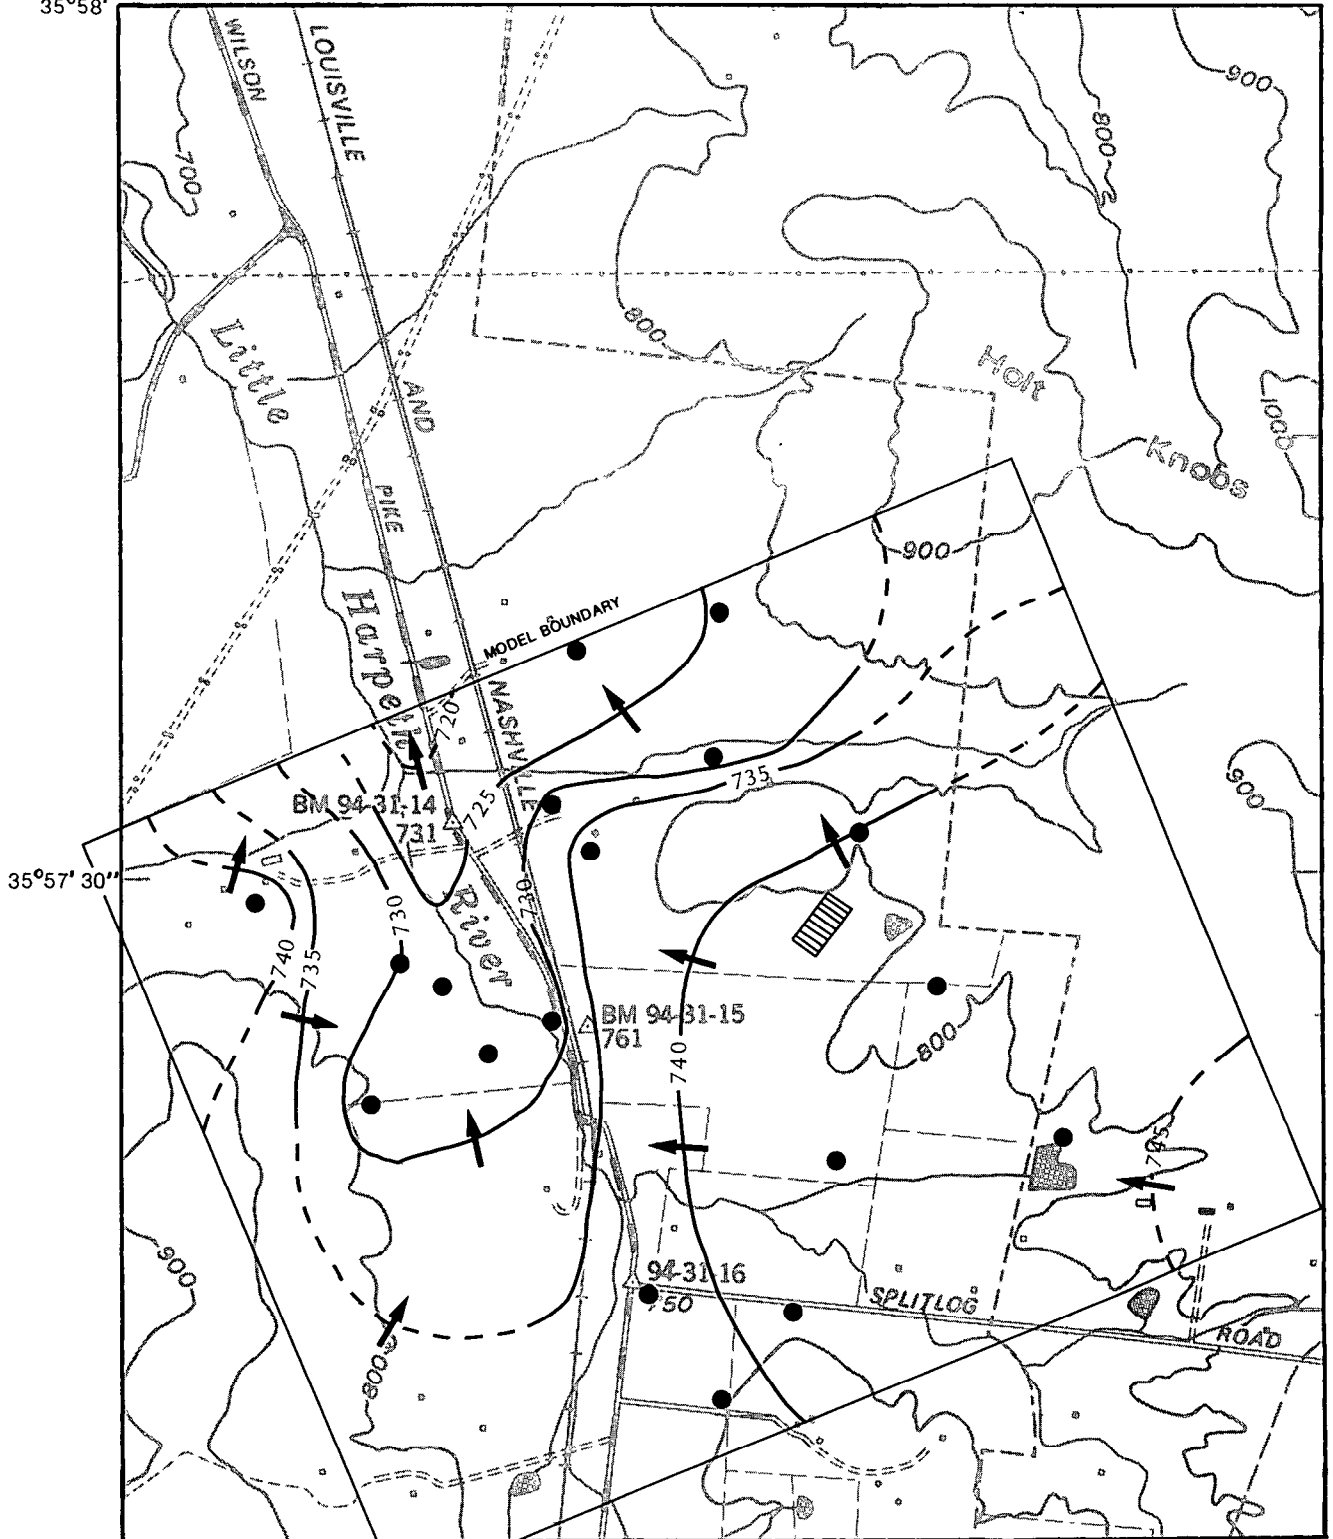 35°58'
WILSON
LOUISVILLE
900
800
700
Little
800
Holt
AND
1000
Knobs
PIKE
900
Harpeth
MODEL BOUNDARY
720
NASHVILLE
735
900
BM 94-31-14
731
725
35°57'30"
730
730
River
740
735
BM 94-31-15
761
800
740
745
900
94-31-16
750
SPLITLOG
ROAD
800